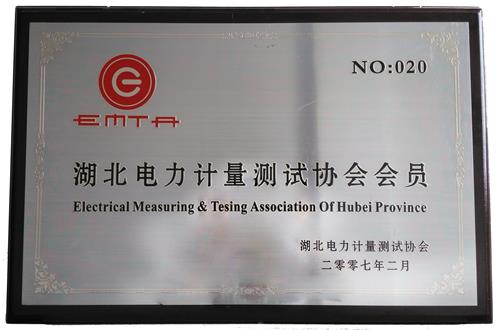 NO:020
EMTA
湖北电力计量测试协会会员
Electrical Measuring & Tesing Association Of Hubei Province
湖北电力计量测试协会
二零零七年二月